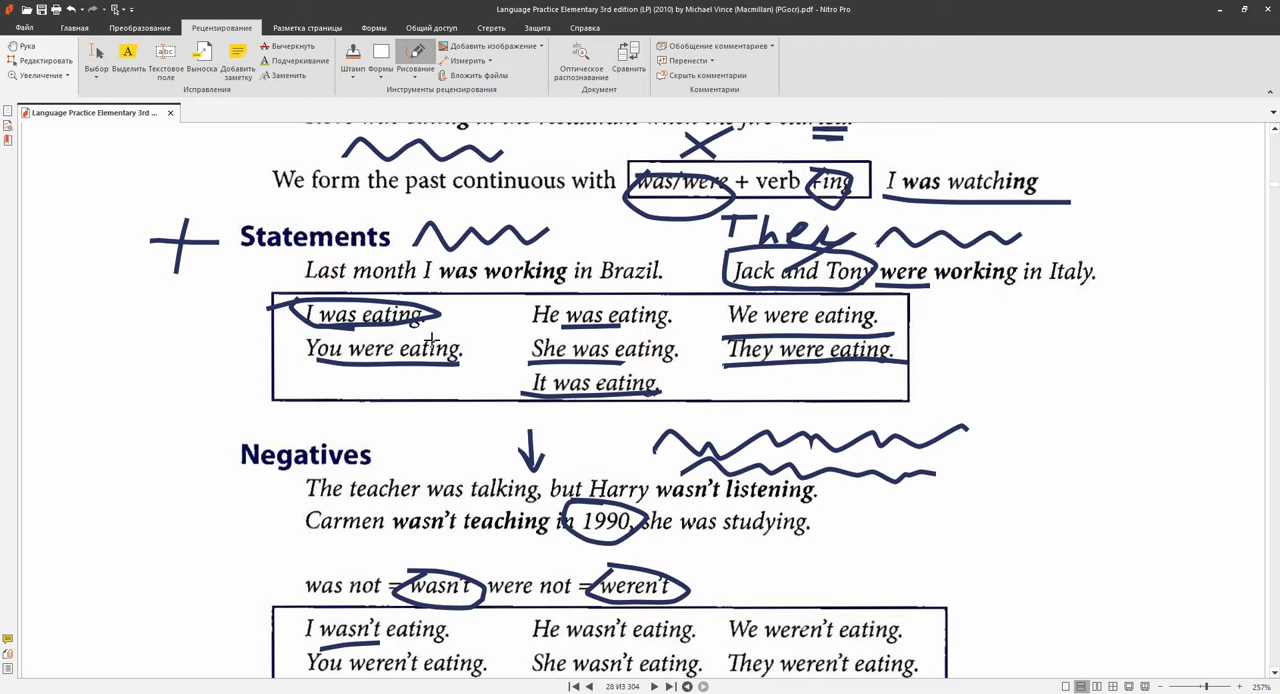 Language Practice Elementary 3rd edition (LP) (2010) by Michael Vince (Macmillan) (PGocr).pdf - Nitro Pro
Файл Главная Преобразование Рецензирование Разметка страницы Формы Общий доступ Стереть Защита Справка
Рука
Редактировать
Увеличение
Выбор Выделить Текстовое поле Выноска Добавить заметку
Вычеркнуть
Подчеркивание
Заменить
Исправления
Штамп Формы Рисование
Добавить изображение
Измерить
Вложить файлы
Инструменты рецензирования
Оптическое распознавание Сравнить
Документ
Обобщение комментариев
Перенести
Скрыть комментарии
Комментарии
Language Practice Elementary 3rd ...
We form the past continuous with was/were + verb +ing I was watching
They
Statements
Last month I was working in Brazil. Jack and Tony were working in Italy.
I was eating. He was eating. We were eating.
You were eating. She was eating. They were eating.
It was eating.
Negatives
The teacher was talking, but Harry wasn't listening.
Carmen wasn't teaching in 1990, she was studying.
was not = wasn't were not = weren't
I wasn't eating. He wasn't eating. We weren't eating.
You weren't eating. She wasn't eating. They weren't eating.
28 ИЗ 304
257%